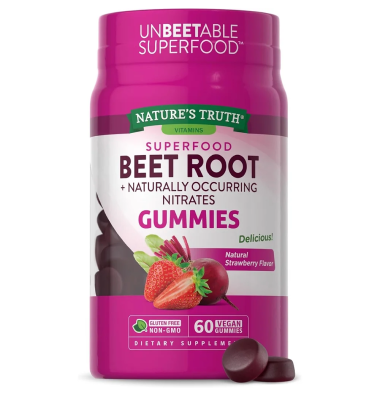 UNBEETABLE
SUPERFOOD™
NATURE'S TRUTH®
VITAMINS
SUPERFOOD
BEET ROOT
+ NATURALLY OCCURRING
NITRATES
GUMMIES
Delicious!
Natural
Strawberry Flavor
GLUTEN FREE
NON-GMO
60 VEGAN
GUMMIES
DIETARY SUPPLEMENT